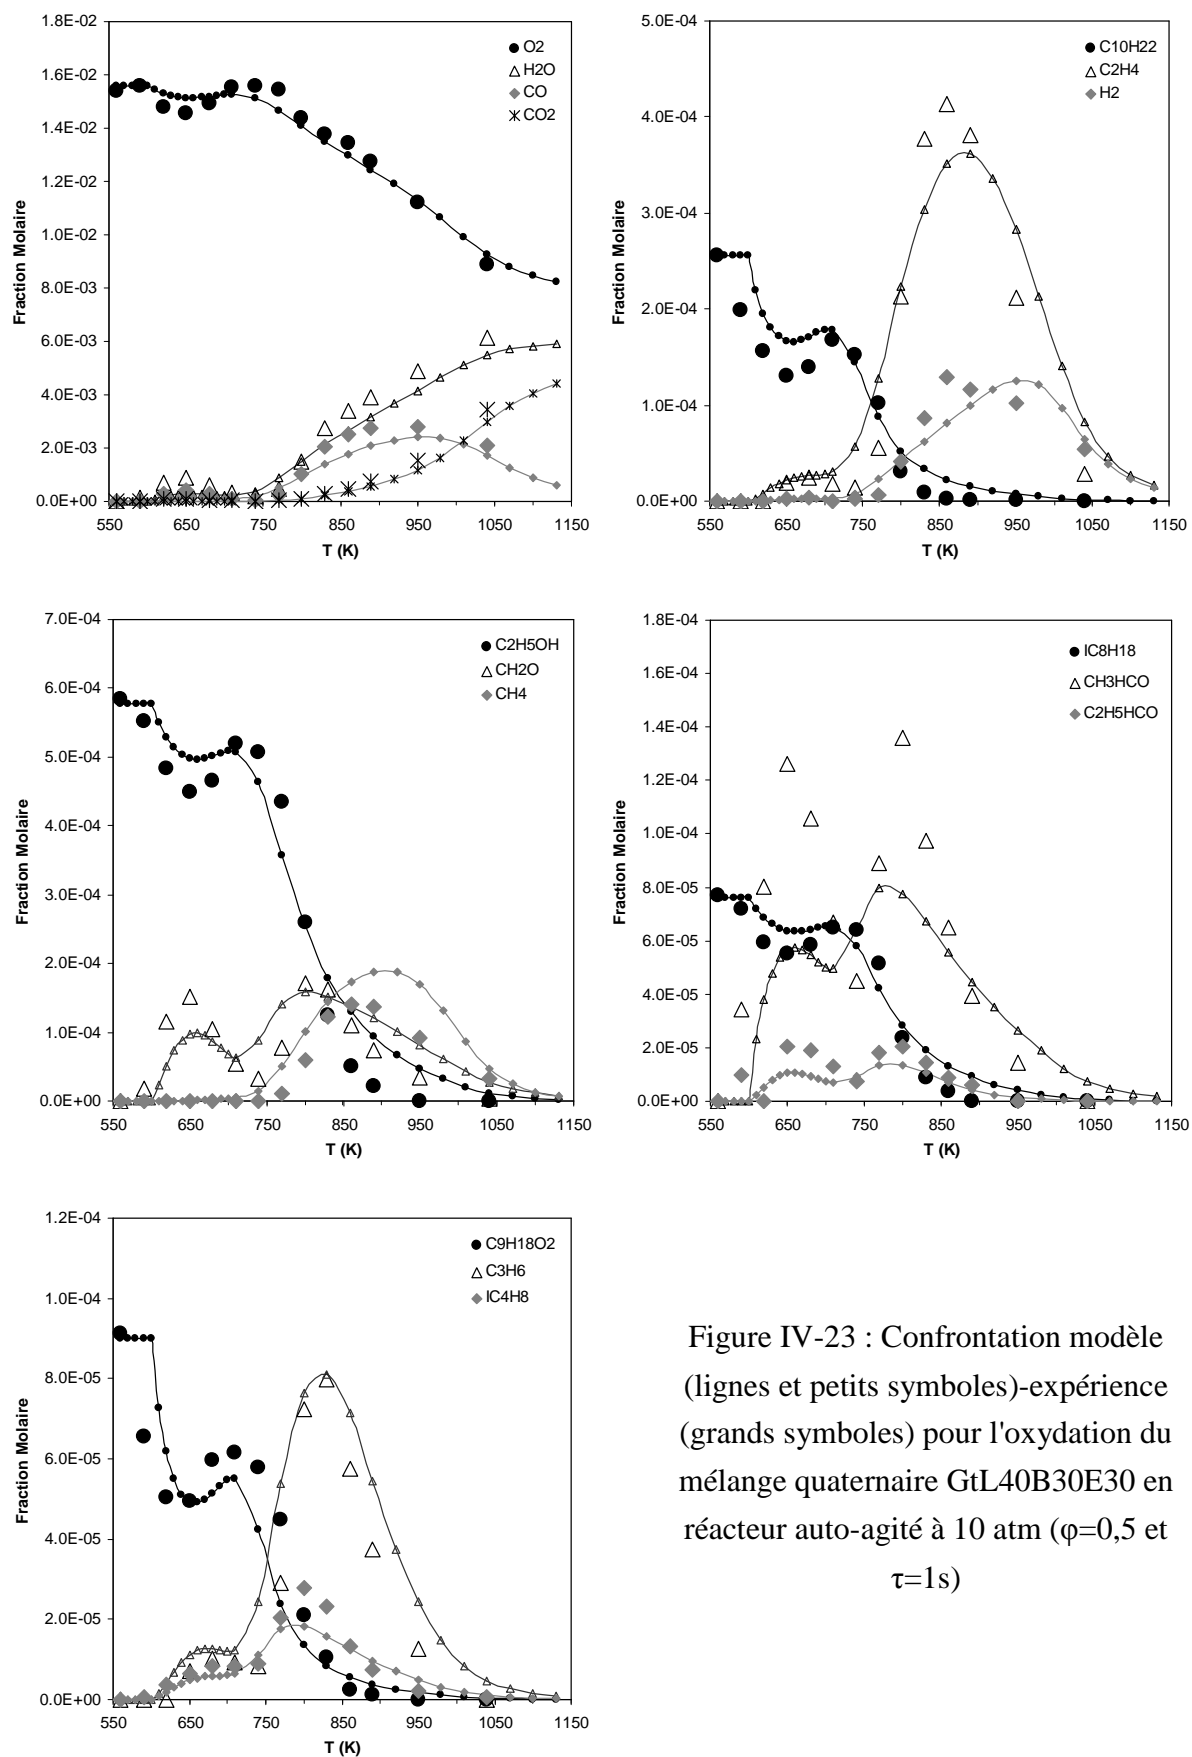 1.8E-02
1.6E-02
1.4E-02
1.2E-02
1.0E-02
8.0E-03
6.0E-03
4.0E-03
2.0E-03
0.0E+00
Fraction Molaire
O2
H2O
CO
CO2
550 650 750 850 950 1050 1150
T (K)
5.0E-04
4.0E-04
3.0E-04
2.0E-04
1.0E-04
0.0E+00
Fraction Molaire
C10H22
C2H4
H2
550 650 750 850 950 1050 1150
T (K)
7.0E-04
6.0E-04
5.0E-04
4.0E-04
3.0E-04
2.0E-04
1.0E-04
0.0E+00
Fraction Molaire
C2H5OH
CH2O
CH4
550 650 750 850 950 1050 1150
T (K)
1.8E-04
1.6E-04
1.4E-04
1.2E-04
1.0E-04
8.0E-05
6.0E-05
4.0E-05
2.0E-05
0.0E+00
Fraction Molaire
IC8H18
CH3HCO
C2H5HCO
550 650 750 850 950 1050 1150
T (K)
1.2E-04
1.0E-04
8.0E-05
6.0E-05
4.0E-05
2.0E-05
0.0E+00
Fraction Molaire
C9H18O2
C3H6
IC4H8
550 650 750 850 950 1050 1150
T (K)
Figure IV-23 : Confrontation modèle
(lignes et petits symboles)-expérience
(grands symboles) pour l'oxydation du
mélange quaternaire GtL40B30E30 en
réacteur auto-agité à 10 atm (φ=0,5 et
τ=1s)